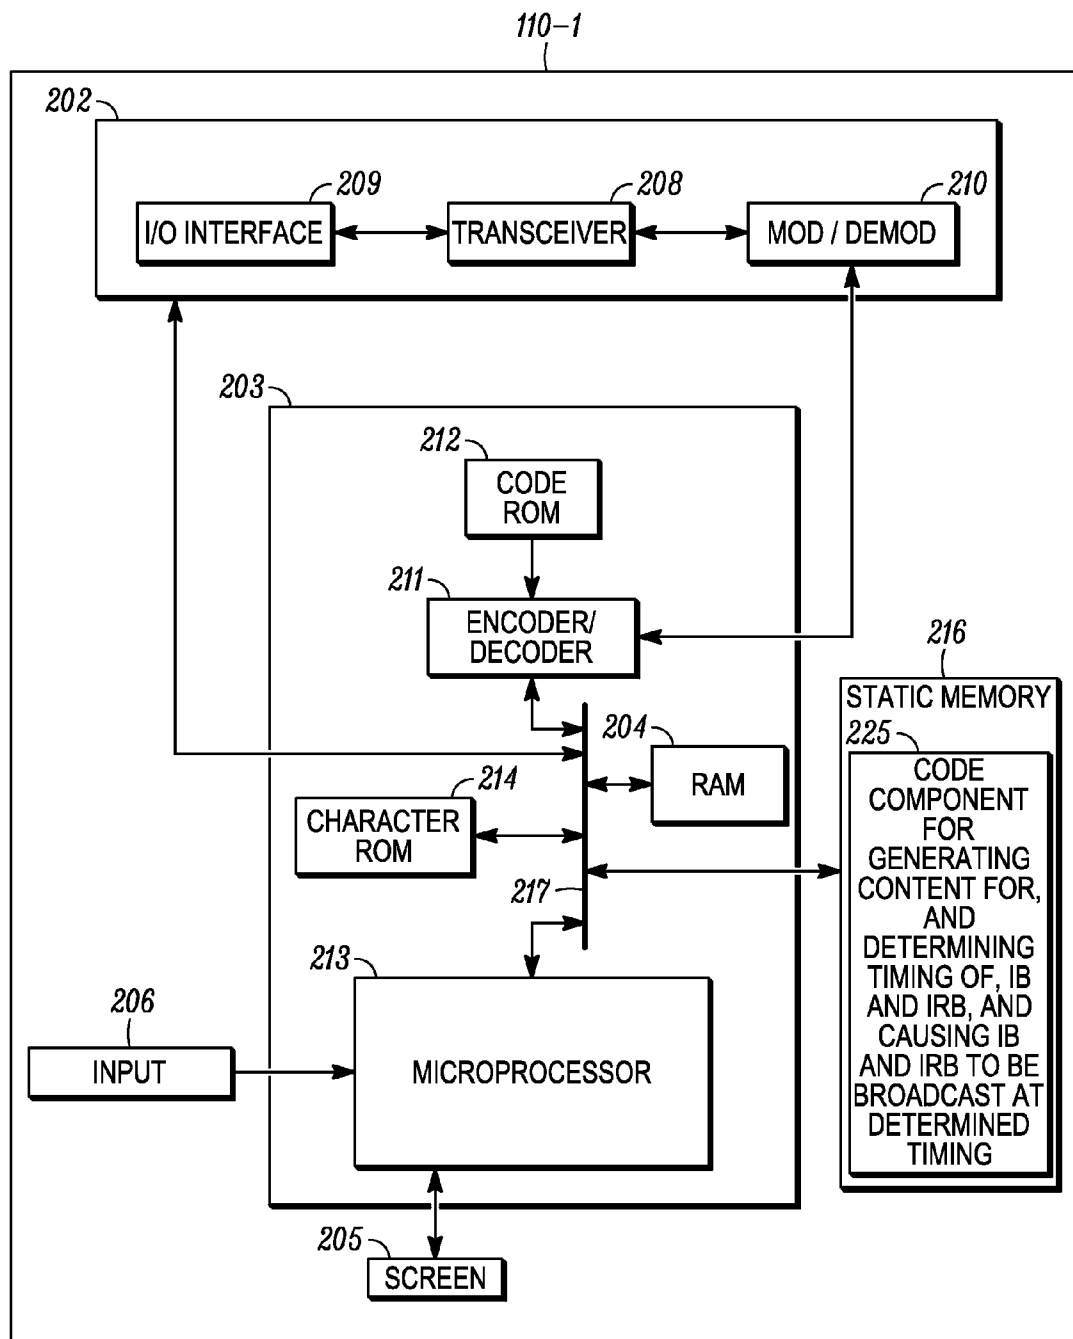 110-1
202
209
208
210
I/O INTERFACE
TRANSCEIVER
MOD / DEMOD
203
212
CODE
ROM
211
ENCODER/
DECODER
216
STATIC MEMORY
204
RAM
225
CODE
COMPONENT
FOR
GENERATING
CONTENT FOR,
AND
DETERMINING
TIMING OF, IB
AND IRB, AND
CAUSING IB
AND IRB TO BE
BROADCAST AT
DETERMINED
TIMING
214
CHARACTER
ROM
217
213
MICROPROCESSOR
206
INPUT
205
SCREEN